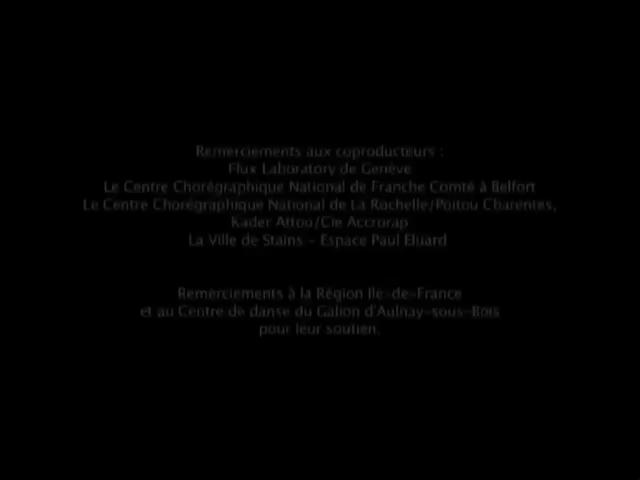 Remerciements aux coproducteurs :
Flux Laboratory de Genève
Le Centre Chorégraphique National de Franche Comté à Belfort
Le Centre Chorégraphique National de La Rochelle/Poitou Charentes,
Kader Attou/Cie Accrorap
La Ville de Stains - Espace Paul Eluard
Remerciements à la Région Ile-de-France
et au Centre de danse du Galion d'Aulnay-sous-Bois
pour leur soutien.